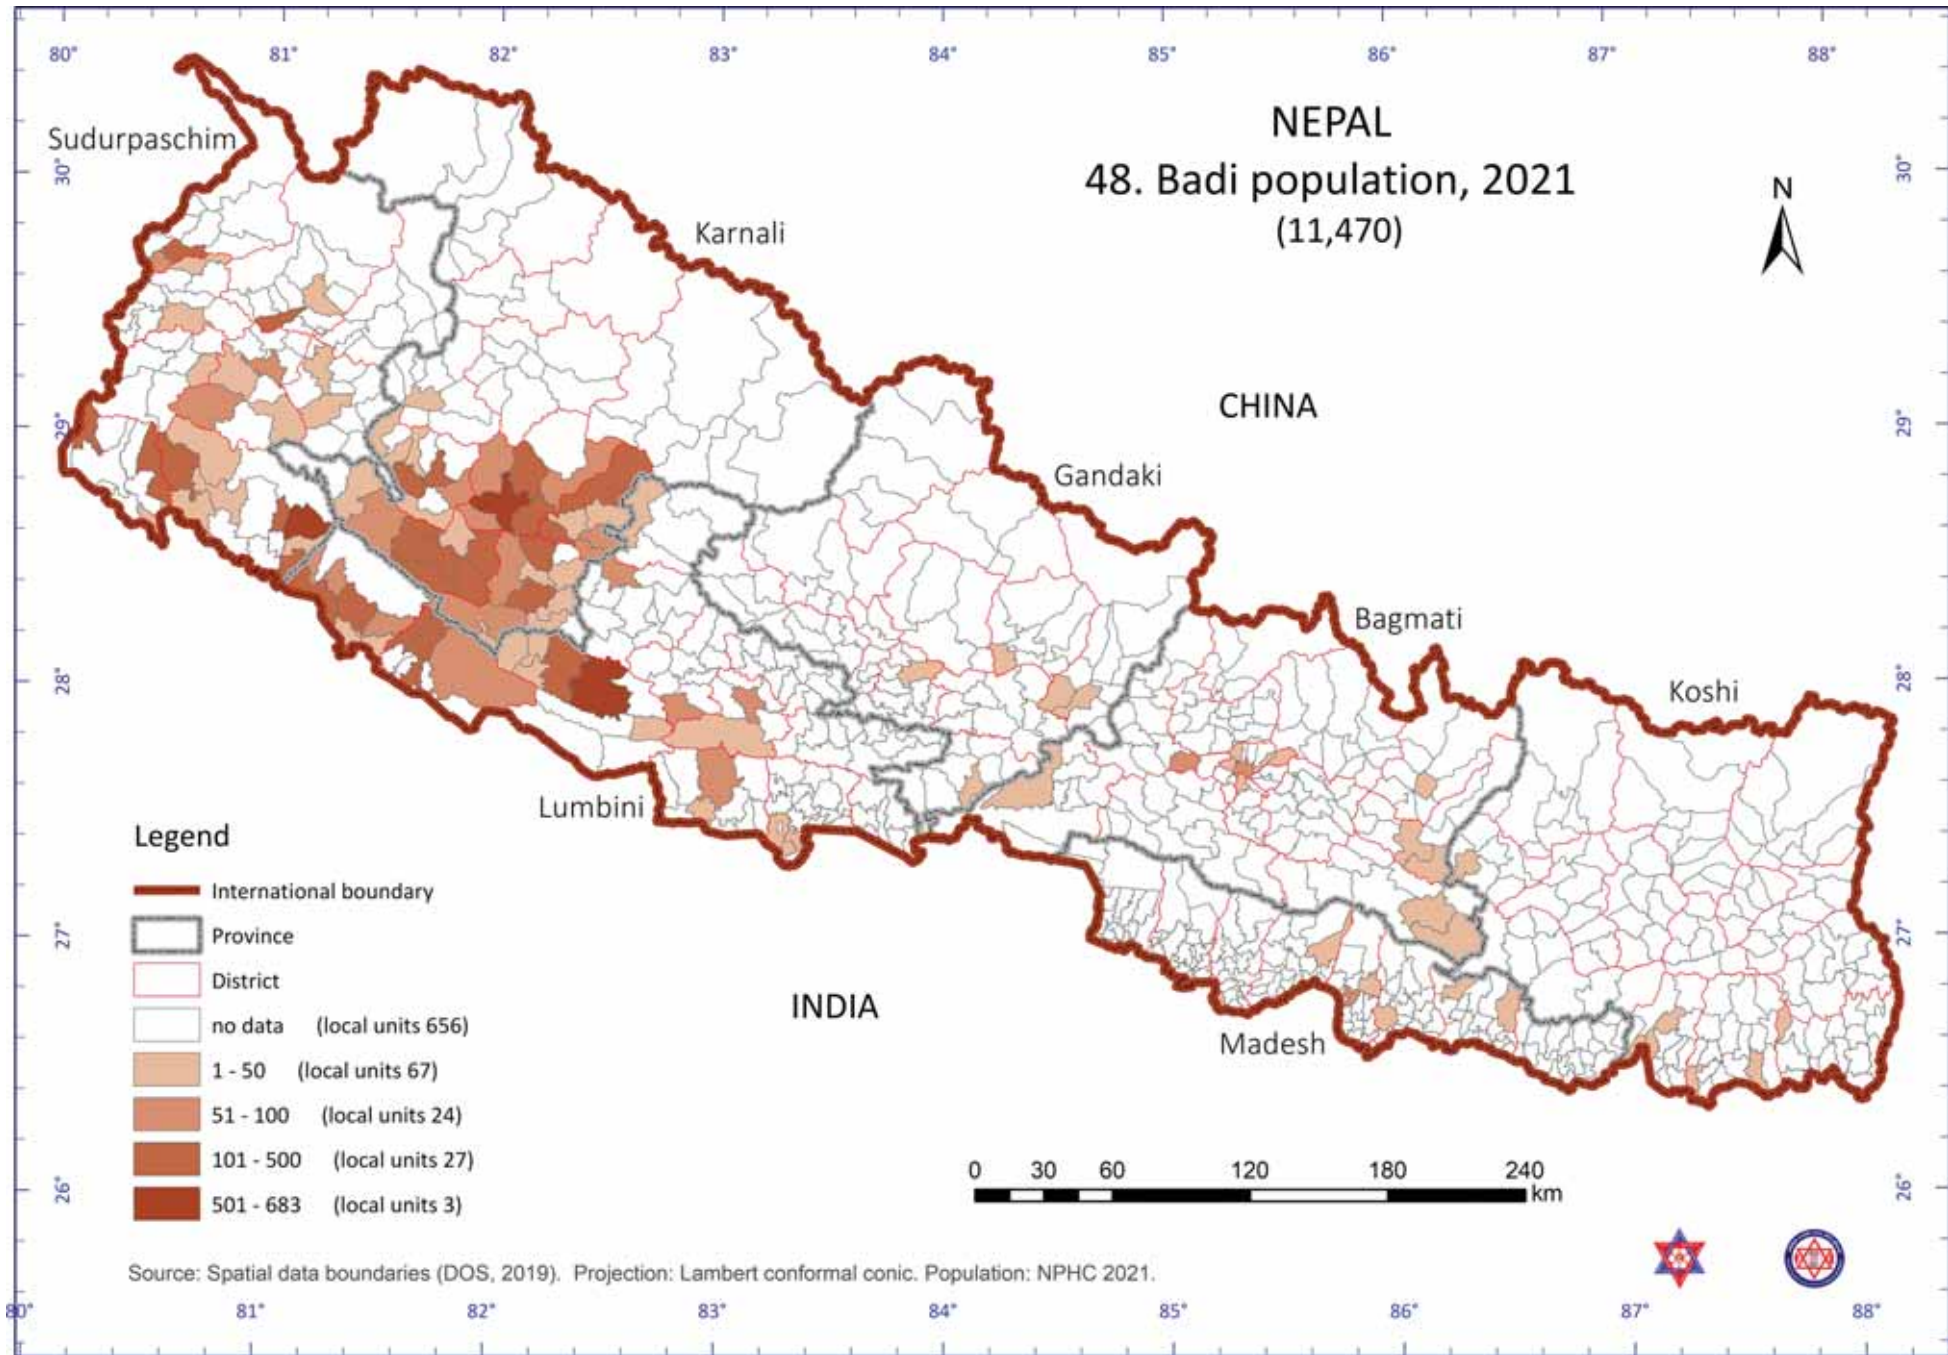 80° 81° 82° 83° 84° 85° 86° 87° 88°
NEPAL
48. Badi population, 2021
(11,470)
N
Sudurpaschim
30° 30°
Karnali
CHINA
29° 29°
Gandaki
Bagmati
28° 28°
Koshi
Lumbini
Legend
International boundary
Province
27° 27°
District
INDIA
no data (local units 656)
Madesh
1 - 50 (local units 67)
51 - 100 (local units 24)
101 - 500 (local units 27)
0 30 60 120 180 240
km
26° 26°
501 - 683 (local units 3)
Source: Spatial data boundaries (DOS, 2019). Projection: Lambert conformal conic. Population: NPHC 2021.
80° 81° 82° 83° 84° 85° 86° 87° 88°